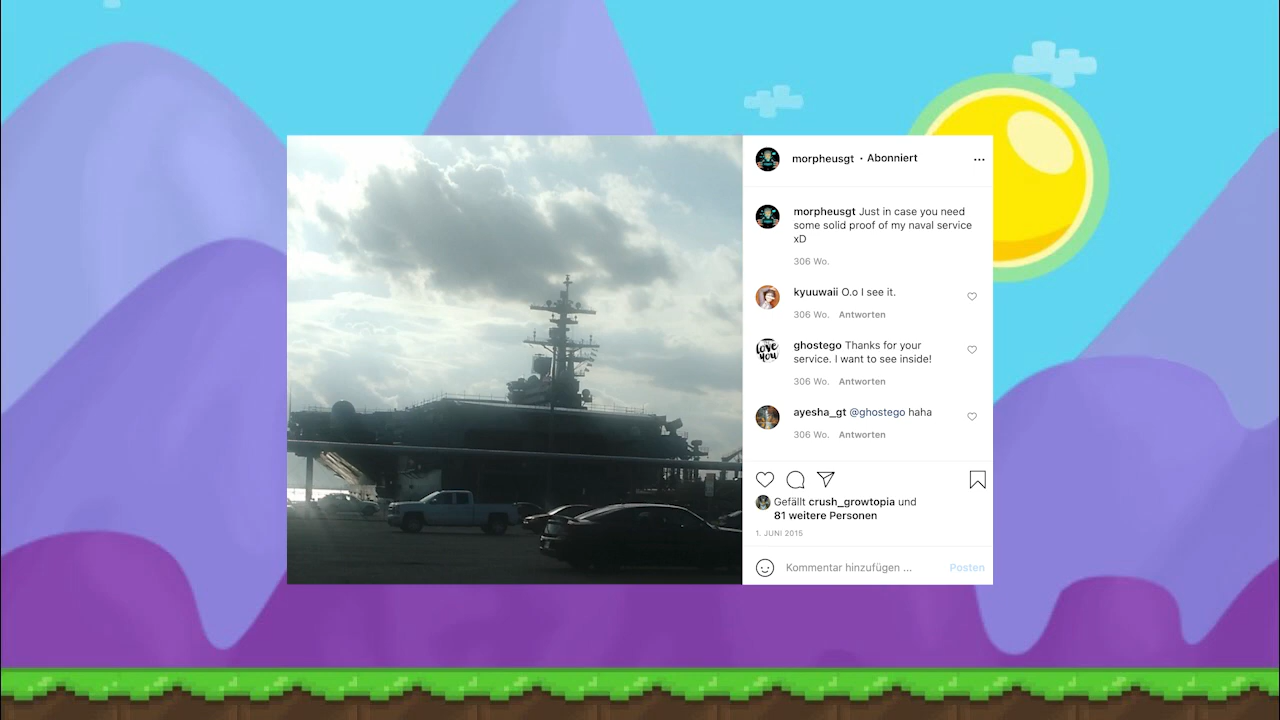 morpheusgt • Abonniert
morpheusgt Just in case you need
some solid proof of my naval service
xD
306 Wo.
kyuuwaii O.o I see it.
306 Wo. Antworten
LOVE
YOU
ghostego Thanks for your
service. I want to see inside!
306 Wo. Antworten
ayesha_gt @ghostego haha
306 Wo. Antworten
Gefällt crush_growtopia und
81 weitere Personen
1. JUNI 2015
Kommentar hinzufügen ...
Posten